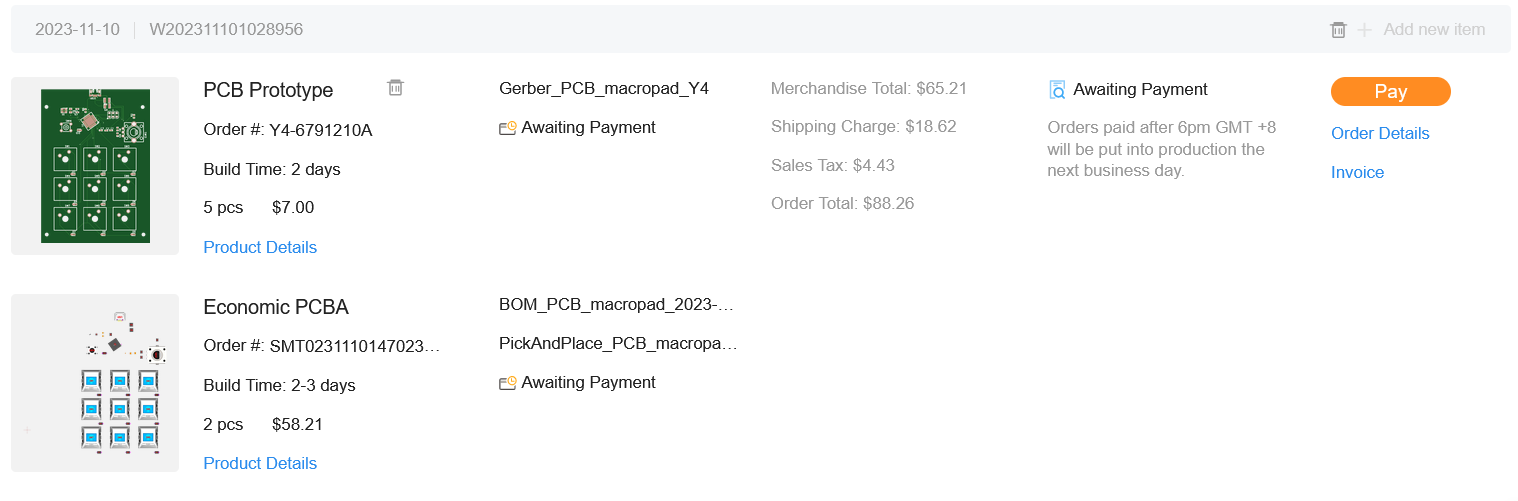 2023-11-10 W202311101028956 Add new item
PCB Prototype
Order #: Y4-6791210A
Build Time: 2 days
5 pcs $7.00
Product Details
Gerber_PCB_macropad_Y4
Awaiting Payment
Merchandise Total: $65.21
Shipping Charge: $18.62
Sales Tax: $4.43
Order Total: $88.26
Awaiting Payment
Orders paid after 6pm GMT +8
will be put into production the
next business day.
Pay
Order Details
Invoice
Economic PCBA
Order #: SMT0231110147023...
Build Time: 2-3 days
2 pcs $58.21
Product Details
BOM_PCB_macropad_2023-...
PickAndPlace_PCB_macropa...
Awaiting Payment